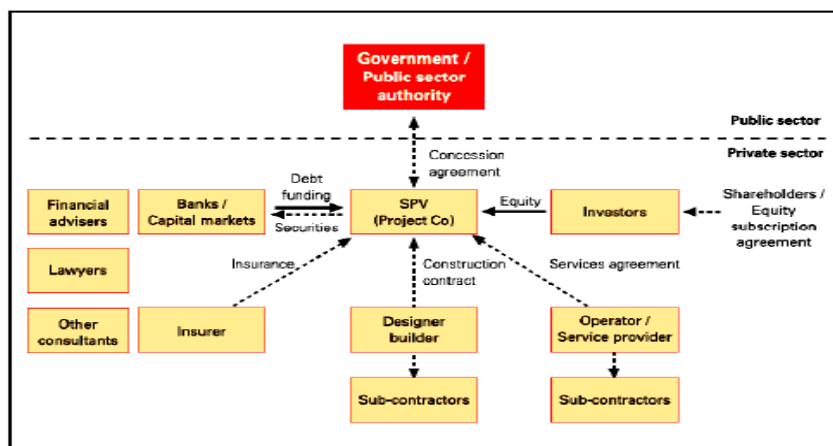 Government /
Public sector
authority
Public sector
Private sector
Concession
agreement
Debt
funding
Securities
Equity
Financial
advisers
Banks /
Capital markets
SPV
(Project Co)
Investors
Shareholders /
Equity
subscription
agreement
Lawyers
Insurance
Construction
contract
Services agreement
Other
consultants
Insurer
Designer
builder
Operator /
Service provider
Sub-contractors
Sub-contractors